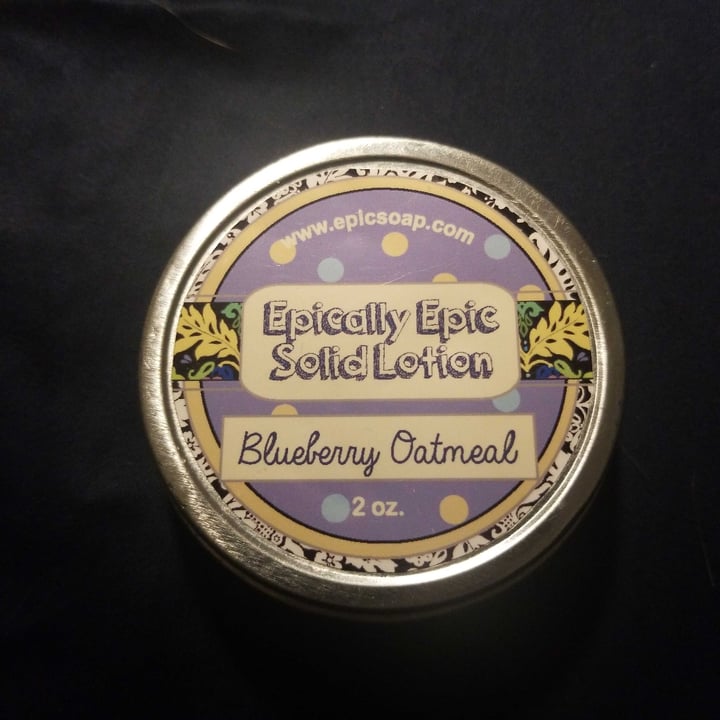 www.epicsoap.com
Epically Epic
Solid Lotion
Blueberry Oatmeal
2 oz.